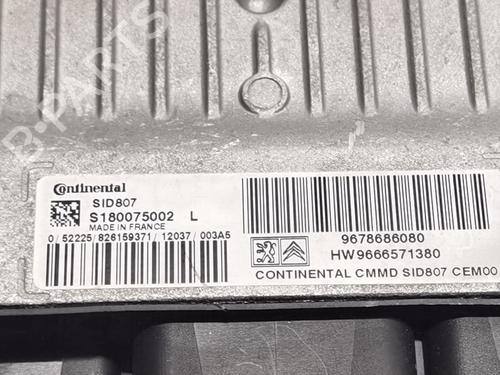 B-PARTS
Continental
SID807
S180075002 L
MADE IN FRANCE
0/52225/826159371/12037/003A5
9678686080
HW9666571380
CONTINENTAL CMMD SID807 CEM00